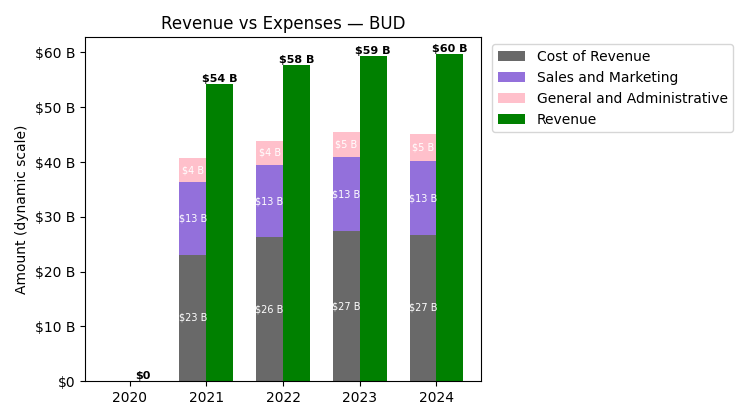 Revenue vs Expenses — BUD
Amount (dynamic scale)
$60 B
$50 B
$40 B
$30 B
$20 B
$10 B
$0
$0
$54 B
$58 B
$59 B
$60 B
$4 B
$4 B
$5 B
$5 B
$13 B
$13 B
$13 B
$13 B
$23 B
$26 B
$27 B
$27 B
2020
2021
2022
2023
2024
Cost of Revenue
Sales and Marketing
General and Administrative
Revenue